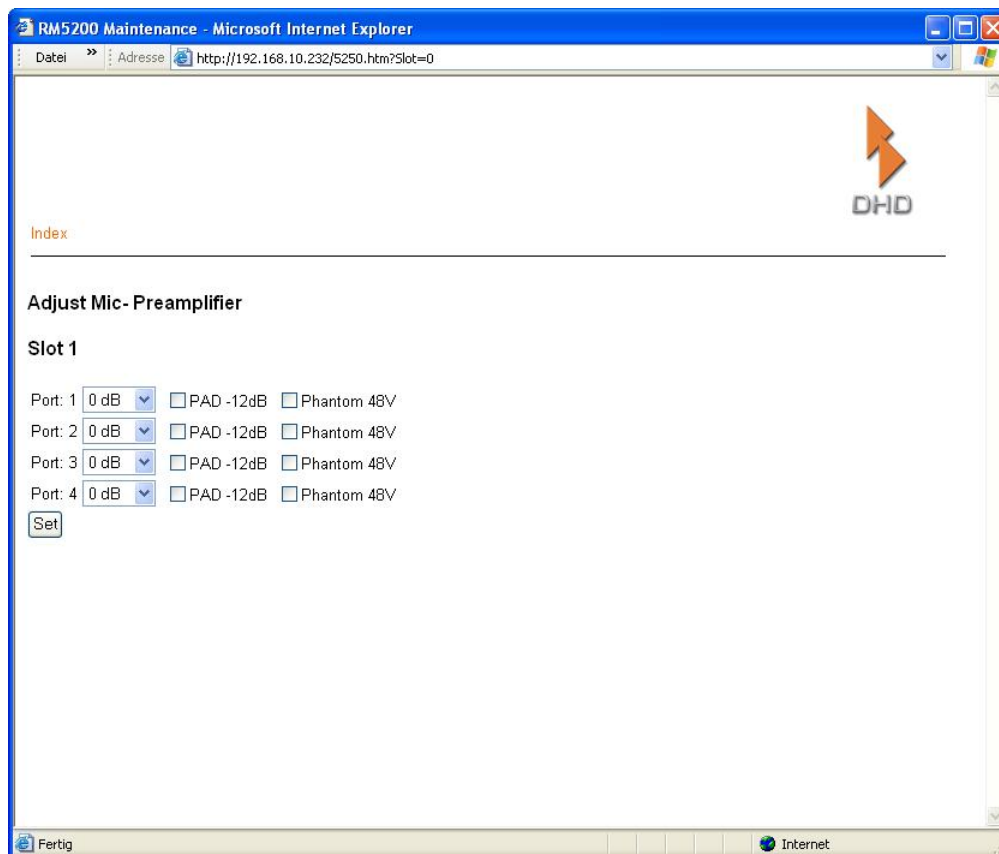 RM5200 Maintenance - Microsoft Internet Explorer
Datei » Adresse http://192.168.10.232/5250.htm?Slot=0
DHD
Index
Adjust Mic- Preamplifier
Slot 1
Port: 1 0 dB PAD -12dB Phantom 48V
Port: 2 0 dB PAD -12dB Phantom 48V
Port: 3 0 dB PAD -12dB Phantom 48V
Port: 4 0 dB PAD -12dB Phantom 48V
Set
Fertig Internet